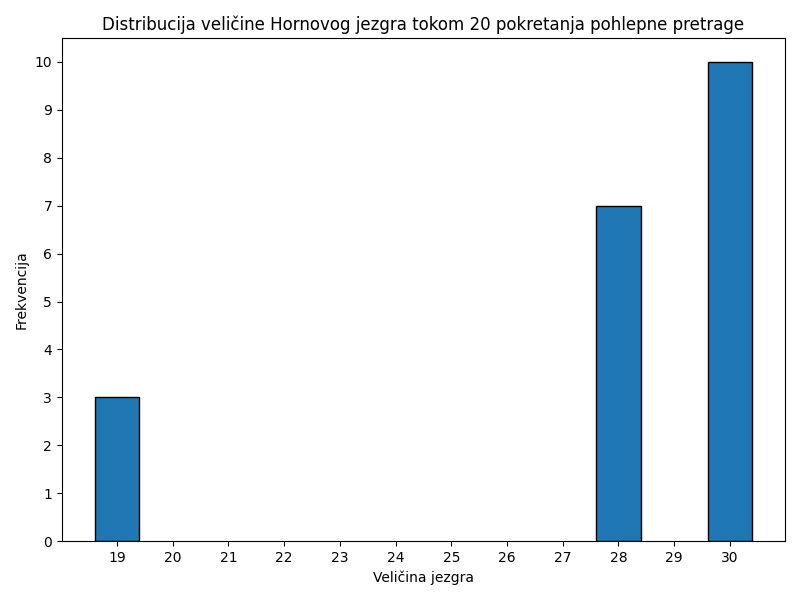 Distribucija veličine Hornovog jezgra tokom 20 pokretanja pohlepne pretrage
10
9
8
7
6
5
4
3
2
1
0
Frekvencija
19 20 21 22 23 24 25 26 27 28 29 30
Veličina jezgra